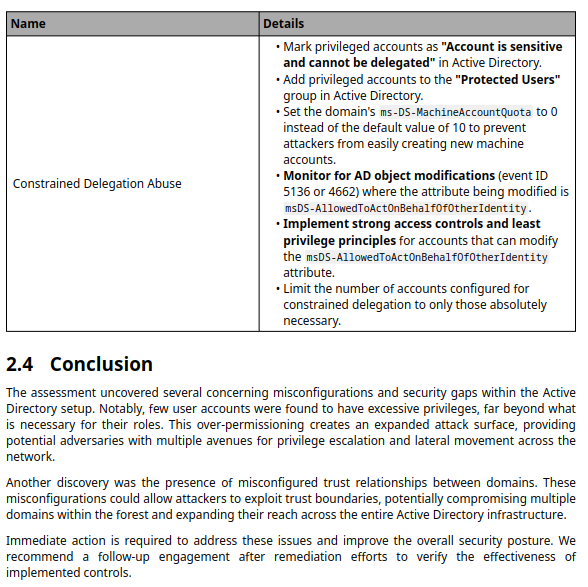 Name Details
• Mark privileged accounts as "Account is sensitive
and cannot be delegated" in Active Directory.
• Add privileged accounts to the "Protected Users"
group in Active Directory.
• Set the domain's ms-DS-MachineAccountQuota to 0
instead of the default value of 10 to prevent
attackers from easily creating new machine
accounts.
• Monitor for AD object modifications (event ID
Constrained Delegation Abuse
5136 or 4662) where the attribute being modified is
msDS-AllowedToActOnBehalfOfOtherIdentity.
• Implement strong access controls and least
privilege principles for accounts that can modify
the msDS-AllowedToActOnBehalfOfOtherIdentity
attribute.
• Limit the number of accounts configured for
constrained delegation to only those absolutely
necessary.
2.4 Conclusion
The assessment uncovered several concerning misconfigurations and security gaps within the Active
Directory setup. Notably, few user accounts were found to have excessive privileges, far beyond what
is necessary for their roles. This over-permissioning creates an expanded attack surface, providing
potential adversaries with multiple avenues for privilege escalation and lateral movement across the
network.
Another discovery was the presence of misconfigured trust relationships between domains. These
misconfigurations could allow attackers to exploit trust boundaries, potentially compromising multiple
domains within the forest and expanding their reach across the entire Active Directory infrastructure.
Immediate action is required to address these issues and improve the overall security posture. We
recommend a follow-up engagement after remediation efforts to verify the effectiveness of
implemented controls.